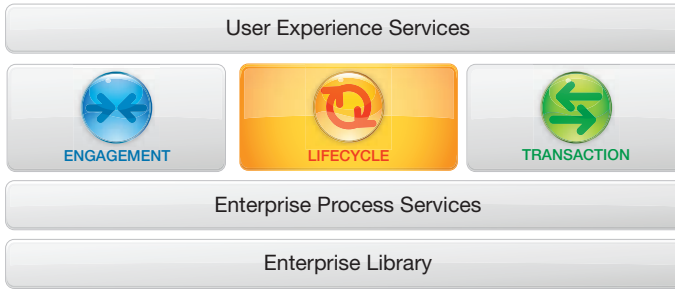 User Experience Services
ENGAGEMENT
LIFECYCLE
TRANSACTION
Enterprise Process Services
Enterprise Library